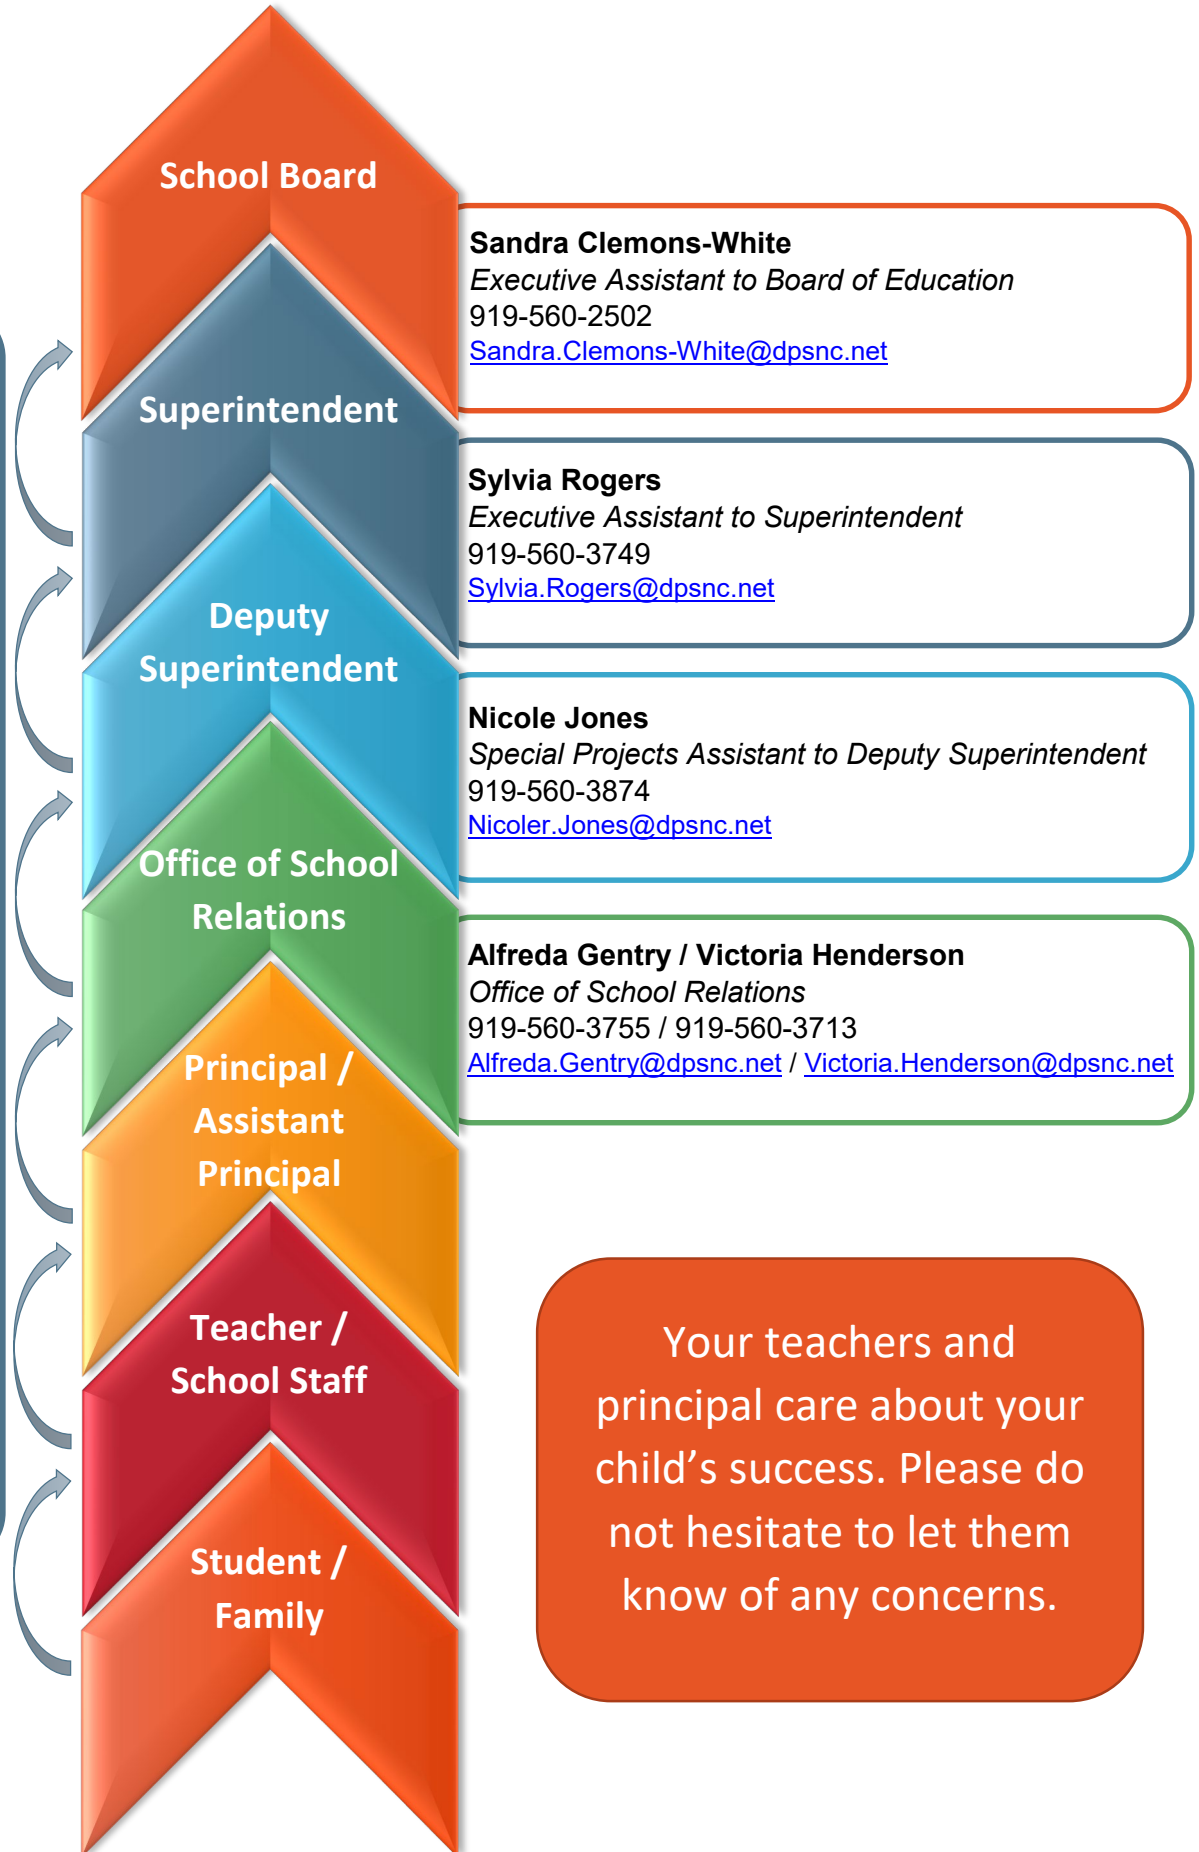 School Board
Sandra Clemons-White
Executive Assistant to Board of Education
919-560-2502
Sandra.Clemons-White@dpsnc.net
Superintendent
Sylvia Rogers
Executive Assistant to Superintendent
919-560-3749
Sylvia.Rogers@dpsnc.net
Deputy
Superintendent
Nicole Jones
Special Projects Assistant to Deputy Superintendent
919-560-3874
Nicoler.Jones@dpsnc.net
Office of School
Relations
Alfreda Gentry / Victoria Henderson
Office of School Relations
919-560-3755 / 919-560-3713
Alfreda.Gentry@dpsnc.net / Victoria.Henderson@dpsnc.net
Principal /
Assistant
Principal
Teacher /
School Staff
Student /
Family
Your teachers and
principal care about your
child’s success. Please do
not hesitate to let them
know of any concerns.